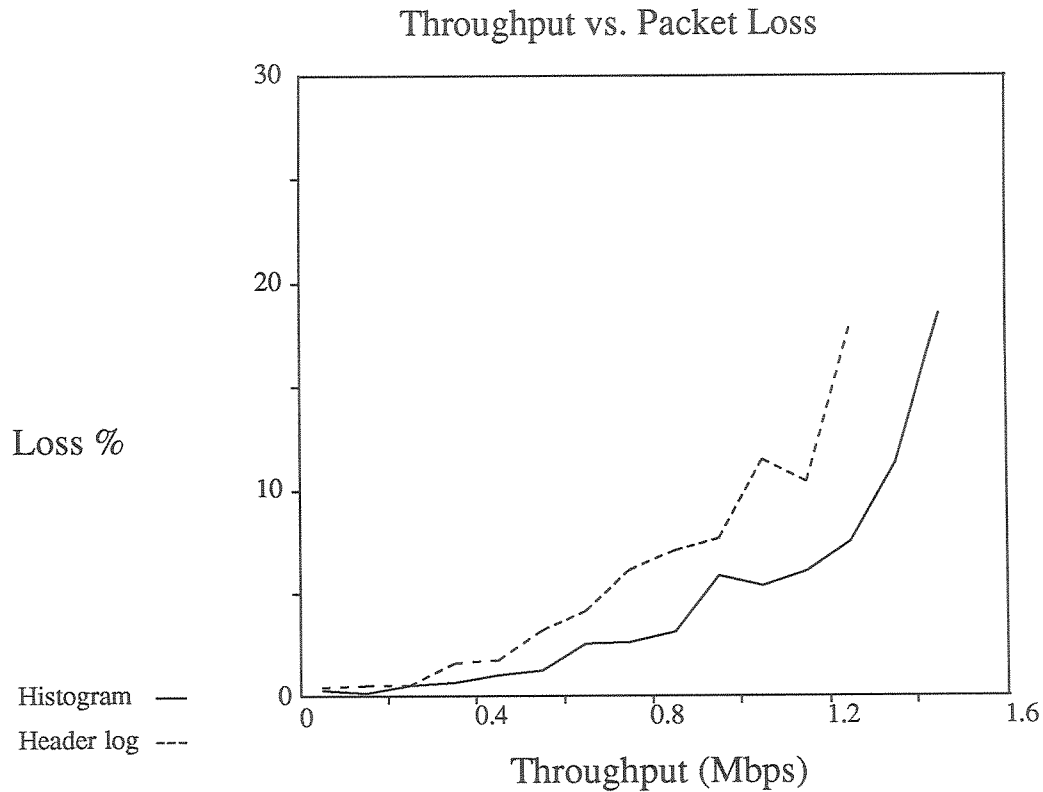 Throughput vs. Packet Loss
30
20
10
0
Loss %
0 0.4 0.8 1.2 1.6
Throughput (Mbps)
Histogram
Header log